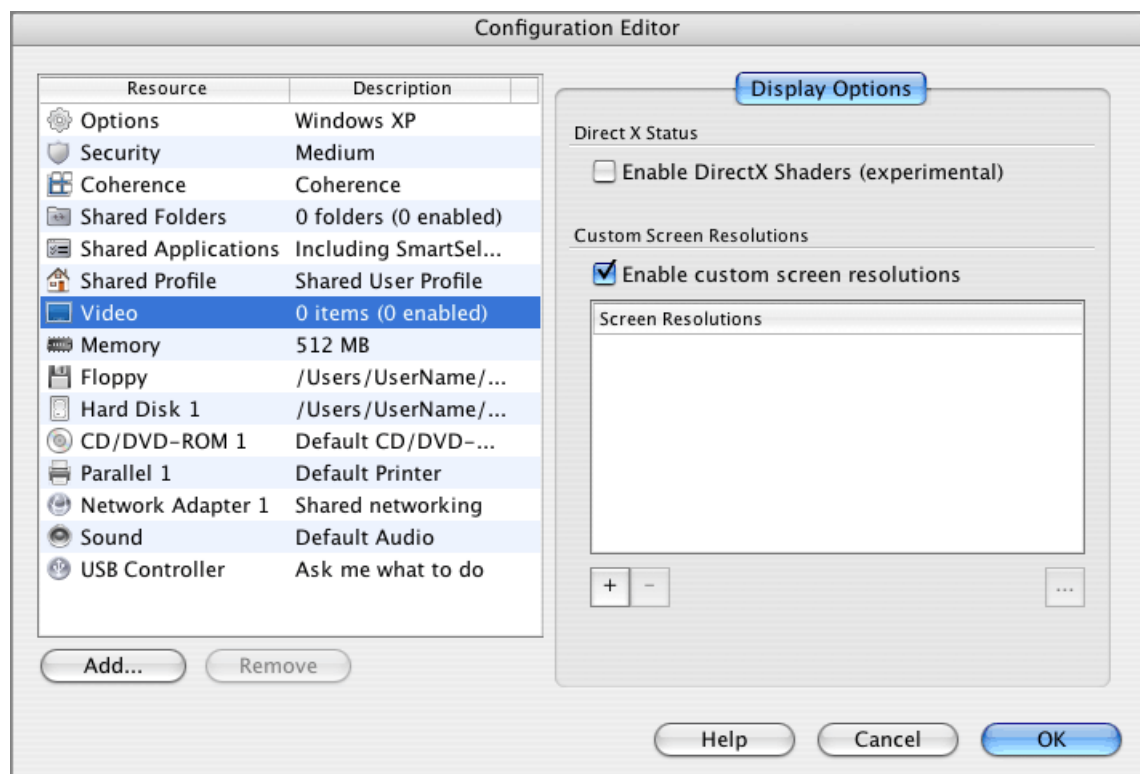 Configuration Editor
Resource Description
Options Windows XP
Security Medium
Coherence Coherence
Shared Folders 0 folders (0 enabled)
Shared Applications Including SmartSel...
Shared Profile Shared User Profile
Video 0 items (0 enabled)
Memory 512 MB
Floppy /Users/UserName/...
Hard Disk 1 /Users/UserName/...
CD/DVD-ROM 1 Default CD/DVD-...
Parallel 1 Default Printer
Network Adapter 1 Shared networking
Sound Default Audio
USB Controller Ask me what to do
Add... Remove
Display Options
Direct X Status
Enable DirectX Shaders (experimental)
Custom Screen Resolutions
Enable custom screen resolutions
Screen Resolutions
+ - ...
Help Cancel OK